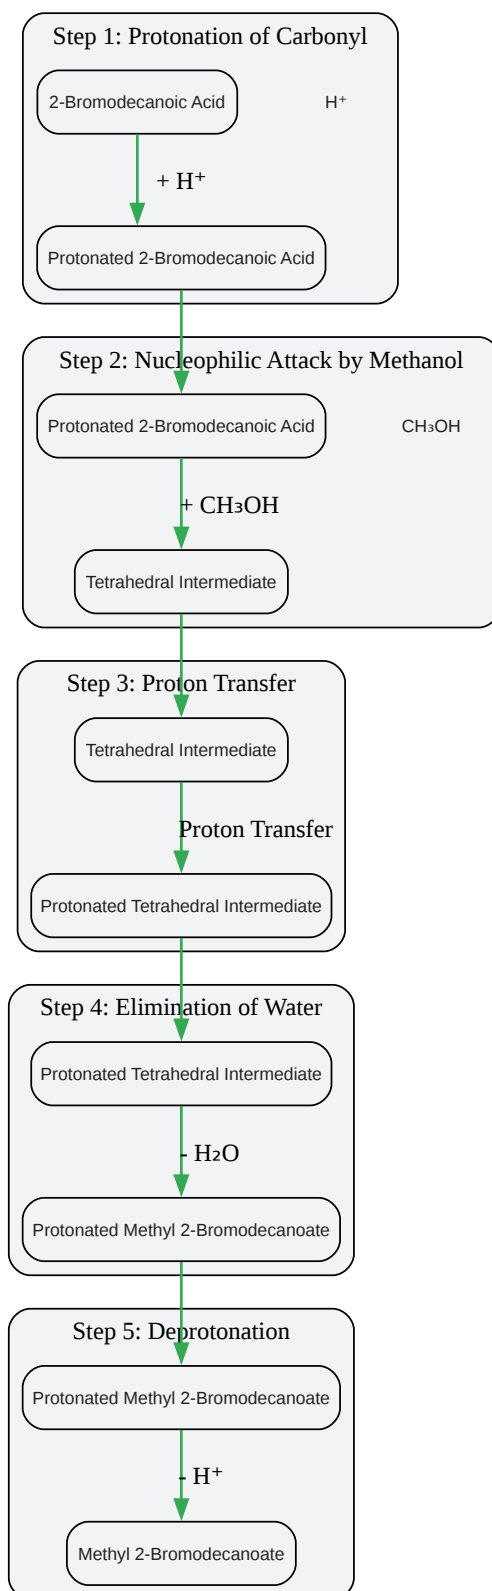 Step 1: Protonation of Carbonyl
2-Bromodecanoic Acid
H⁺
+ H⁺
Protonated 2-Bromodecanoic Acid
Step 2: Nucleophilic Attack by Methanol
Protonated 2-Bromodecanoic Acid
CH₃OH
+ CH₃OH
Tetrahedral Intermediate
Step 3: Proton Transfer
Tetrahedral Intermediate
Proton Transfer
Protonated Tetrahedral Intermediate
Step 4: Elimination of Water
Protonated Tetrahedral Intermediate
- H₂O
Protonated Methyl 2-Bromodecanoate
Step 5: Deprotonation
Protonated Methyl 2-Bromodecanoate
- H⁺
Methyl 2-Bromodecanoate